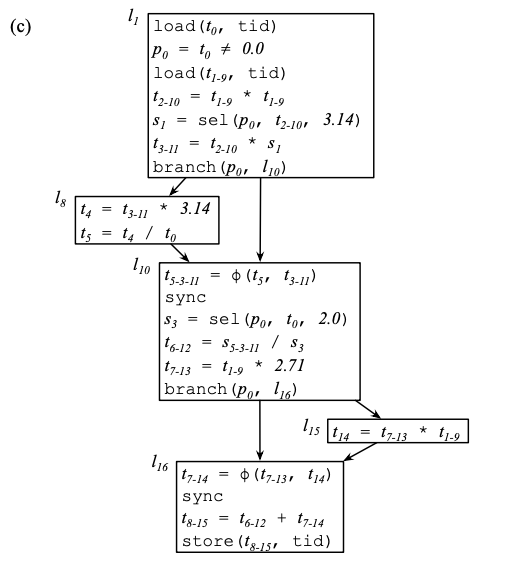 (c)
l₁
load(t₀, tid)
p₀ = t₀ ≠ 0.0
load(t₁₋₉, tid)
t₂₋₁₀ = t₁₋₉ * t₁₋₉
s₁ = sel(p₀, t₂₋₁₀, 3.14)
t₃₋₁₁ = t₂₋₁₀ * s₁
branch(p₀, l₁₀)
l₈
t₄ = t₃₋₁₁ * 3.14
t₅ = t₄ / t₀
l₁₀
t₅₋₃₋₁₁ = ϕ(t₅, t₃₋₁₁)
sync
s₃ = sel(p₀, t₀, 2.0)
t₆₋₁₂ = s₅₋₃₋₁₁ / s₃
t₇₋₁₃ = t₁₋₉ * 2.71
branch(p₀, l₁₆)
l₁₅
t₁₄ = t₇₋₁₃ * t₁₋₉
l₁₆
t₇₋₁₄ = ϕ(t₇₋₁₃, t₁₄)
sync
t₈₋₁₅ = t₆₋₁₂ + t₇₋₁₄
store(t₈₋₁₅, tid)